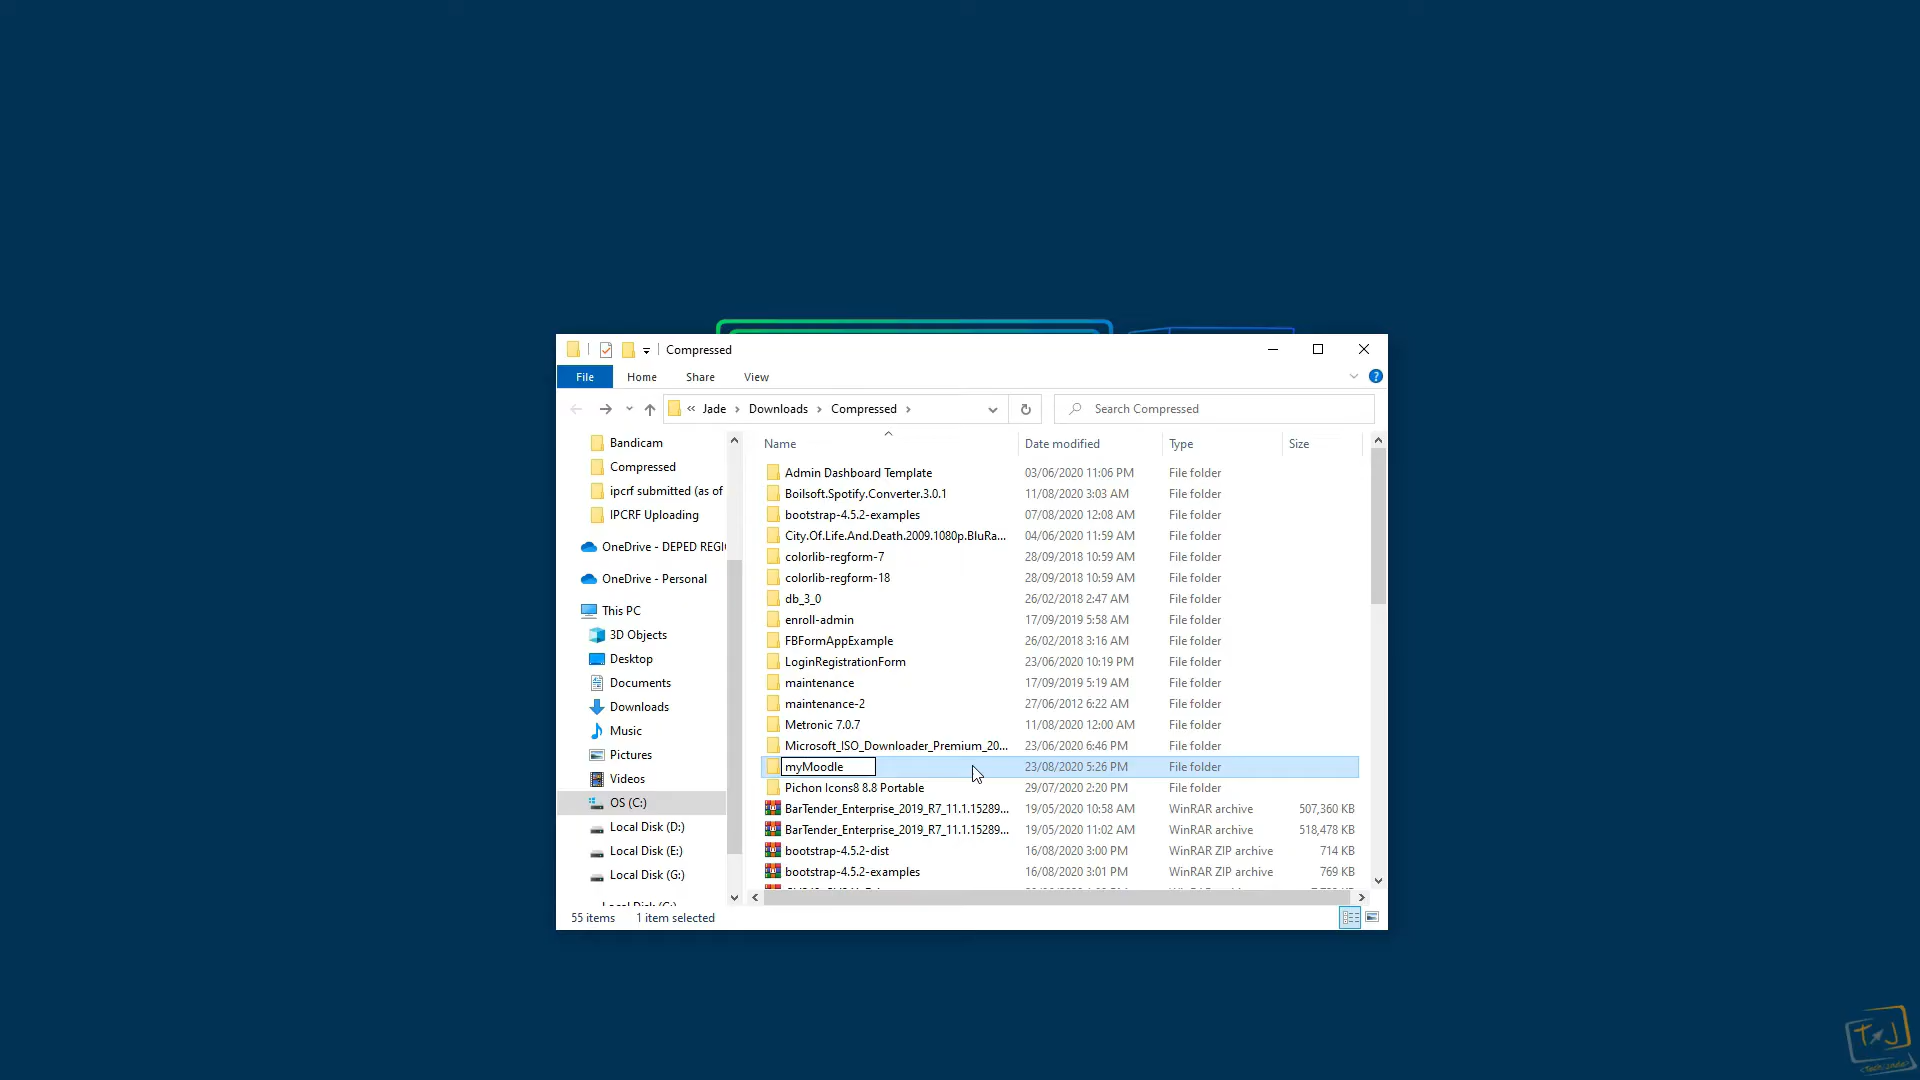 Compressed
File Home Share View
« Jade > Downloads > Compressed >
Search Compressed
Bandicam
Compressed
ipcrf submitted (as of
IPCRF Uploading
OneDrive - DEPED REGI
OneDrive - Personal
This PC
3D Objects
Desktop
Documents
Downloads
Music
Pictures
Videos
OS (C:)
Local Disk (D:)
Local Disk (E:)
Local Disk (G:)
Name Date modified Type Size
Admin Dashboard Template 03/06/2020 11:06 PM File folder
Boilsoft.Spotify.Converter.3.0.1 11/08/2020 3:03 AM File folder
bootstrap-4.5.2-examples 07/08/2020 12:08 AM File folder
City.Of.Life.And.Death.2009.1080p.BluRa... 04/06/2020 11:59 AM File folder
colorlib-regform-7 28/09/2018 10:59 AM File folder
colorlib-regform-18 28/09/2018 10:59 AM File folder
db_3_0 26/02/2018 2:47 AM File folder
enroll-admin 17/09/2019 5:58 AM File folder
FBFormAppExample 26/02/2018 3:16 AM File folder
LoginRegistrationForm 23/06/2020 10:19 PM File folder
maintenance 17/09/2019 5:19 AM File folder
maintenance-2 27/06/2012 6:22 AM File folder
Metronic 7.0.7 11/08/2020 12:00 AM File folder
Microsoft_ISO_Downloader_Premium_20... 23/06/2020 6:46 PM File folder
myMoodle 23/08/2020 5:26 PM File folder
Pichon Icons8 8.8 Portable 29/07/2020 2:20 PM File folder
BarTender_Enterprise_2019_R7_11.1.15289... 19/05/2020 10:58 AM WinRAR archive 507,360 KB
BarTender_Enterprise_2019_R7_11.1.15289... 19/05/2020 11:02 AM WinRAR archive 518,478 KB
bootstrap-4.5.2-dist 16/08/2020 3:00 PM WinRAR ZIP archive 714 KB
bootstrap-4.5.2-examples 16/08/2020 3:01 PM WinRAR ZIP archive 769 KB
55 items 1 item selected